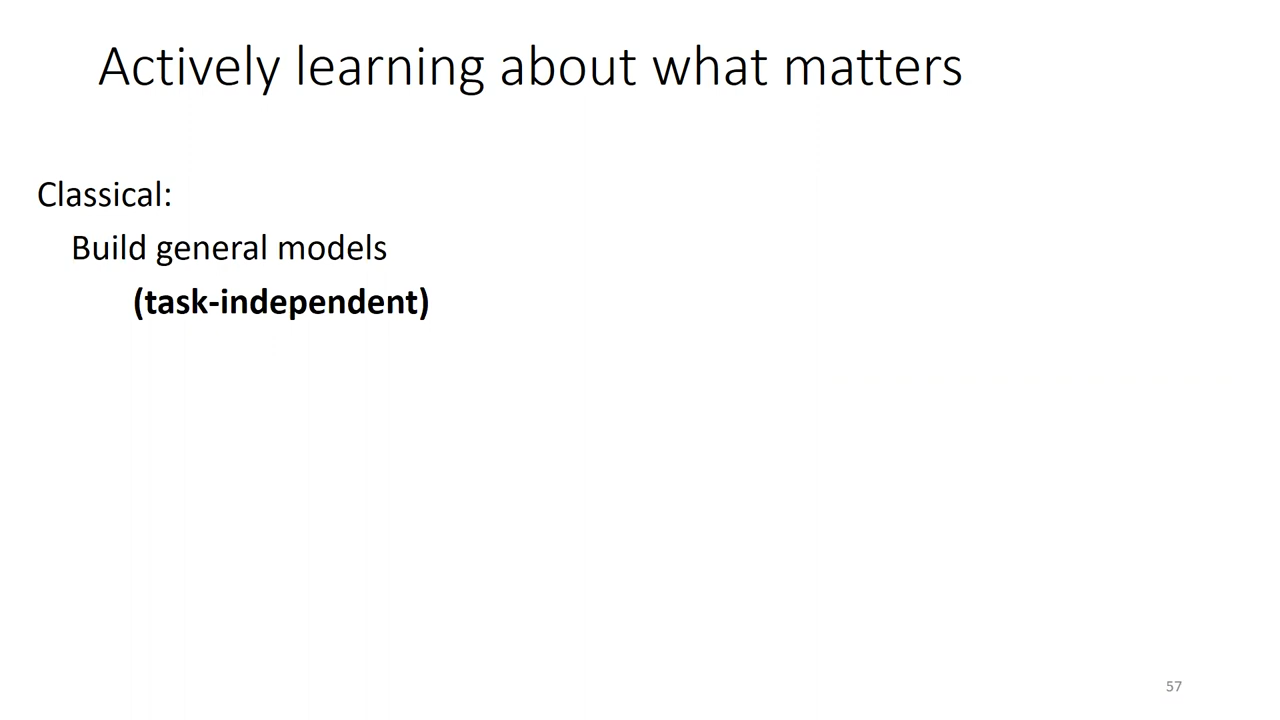 Actively learning about what matters
Classical:
Build general models
(task-independent)
57